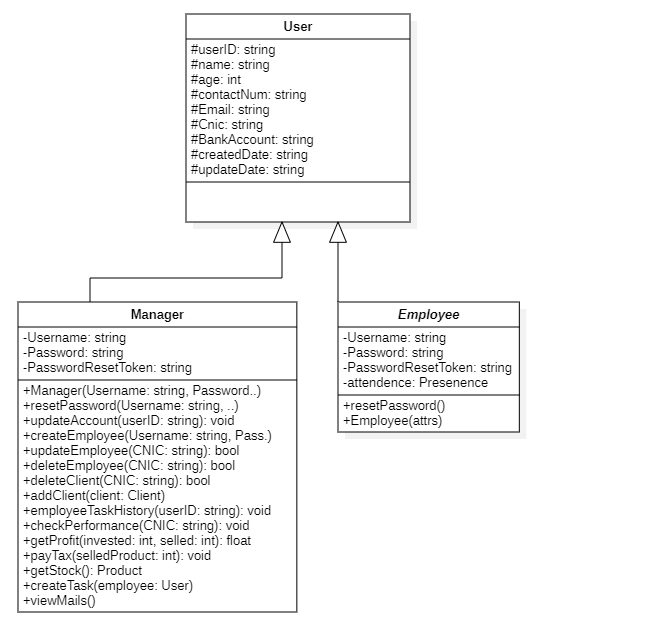 User
#userID: string
#name: string
#age: int
#contactNum: string
#Email: string
#Cnic: string
#BankAccount: string
#createdDate: string
#updateDate: string
Manager
-Username: string
-Password: string
-PasswordResetToken: string
+Manager(Username: string, Password..)
+resetPassword(Username: string, ..)
+updateAccount(userID: string): void
+createEmployee(Username: string, Pass.)
+updateEmployee(CNIC: string): bool
+deleteEmployee(CNIC: string): bool
+deleteClient(CNIC: string): bool
+addClient(client: Client)
+employeeTaskHistory(userID: string): void
+checkPerformance(CNIC: string): void
+getProfit(invested: int, selled: int): float
+payTax(selledProduct: int): void
+getStock(): Product
+createTask(employee: User)
+viewMails()
Employee
-Username: string
-Password: string
-PasswordResetToken: string
-attendence: Presenence
+resetPassword()
+Employee(attrs)